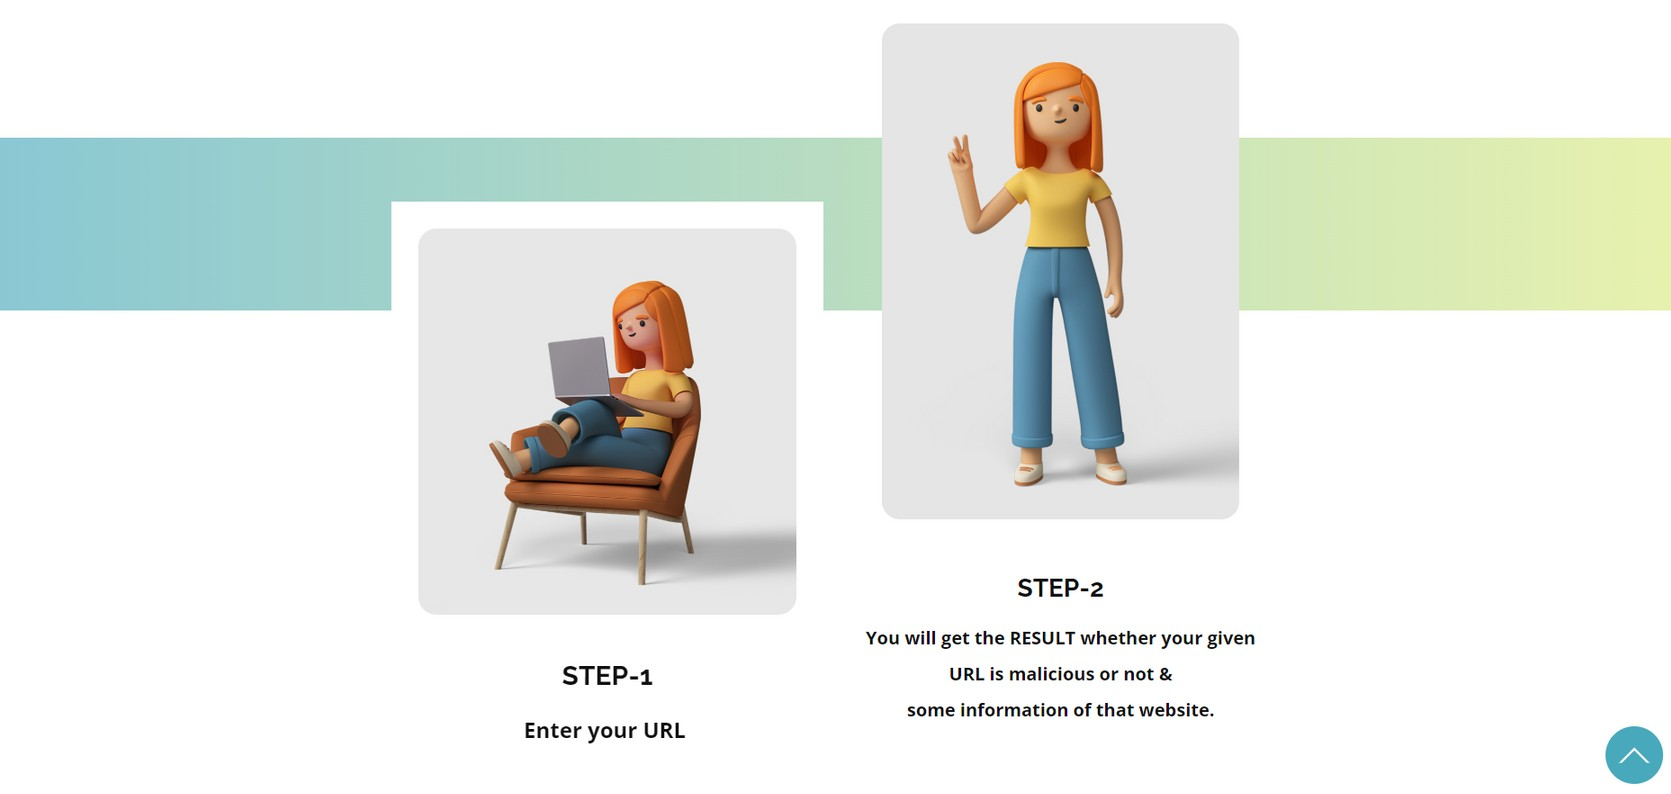 STEP-1
Enter your URL
STEP-2
You will get the RESULT whether your given
URL is malicious or not &
some information of that website.